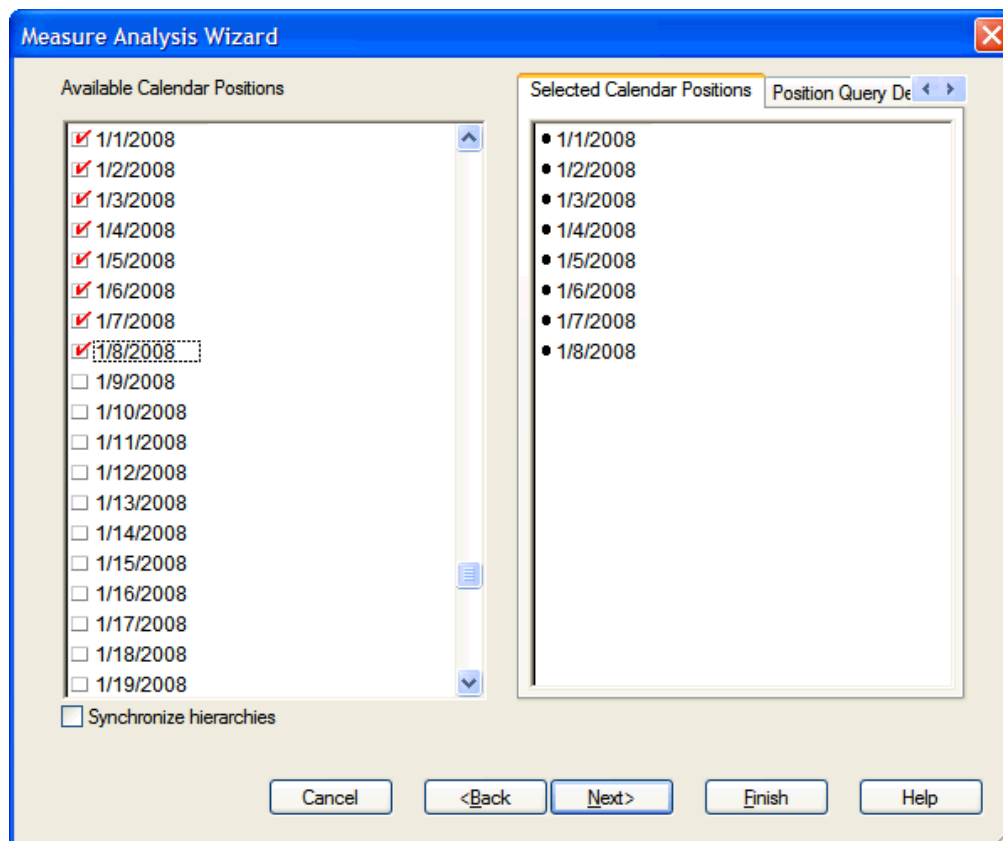 Measure Analysis Wizard
Available Calendar Positions
1/1/2008
1/2/2008
1/3/2008
1/4/2008
1/5/2008
1/6/2008
1/7/2008
1/8/2008
1/9/2008
1/10/2008
1/11/2008
1/12/2008
1/13/2008
1/14/2008
1/15/2008
1/16/2008
1/17/2008
1/18/2008
1/19/2008
Synchronize hierarchies
Selected Calendar Positions
Position Query De
1/1/2008
1/2/2008
1/3/2008
1/4/2008
1/5/2008
1/6/2008
1/7/2008
1/8/2008
Cancel
<Back
Next>
Finish
Help